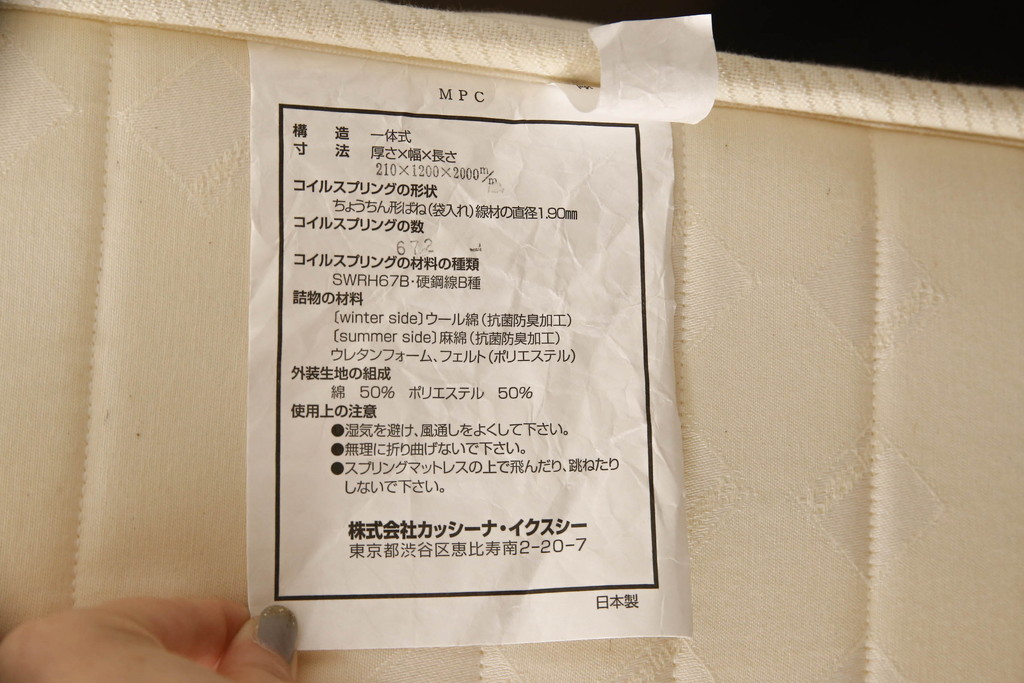 MPC
構 造 一体式
寸 法 厚さ×幅×長さ
210×1200×2000m/m
コイルスプリングの形状
ちょうちん形ばね(袋入れ)線材の直径1.90㎜
コイルスプリングの数
672
コイルスプリングの材料の種類
SWRH67B・硬鋼線B種
詰物の材料
〔winter side〕ウール綿(抗菌防臭加工)
〔summer side〕麻綿(抗菌防臭加工)
ウレタンフォーム、フェルト(ポリエステル)
外装生地の組成
綿 50% ポリエステル 50%
使用上の注意
●湿気を避け、風通しをよくして下さい。
●無理に折り曲げないで下さい。
●スプリングマットレスの上で飛んだり、跳ねたり
しないで下さい。
株式会社カッシーナ・イクスシー
東京都渋谷区恵比寿南2-20-7
日本製